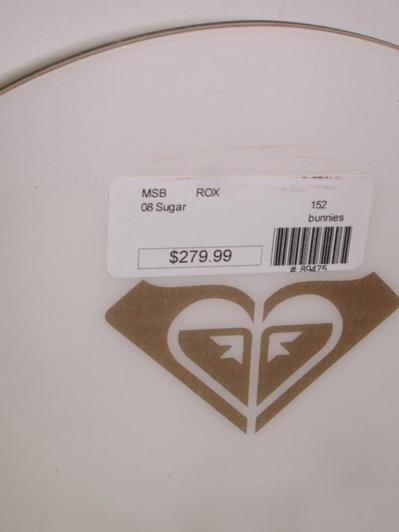 MSB ROX
08 Sugar 152
bunnies
$279.99
# 89475